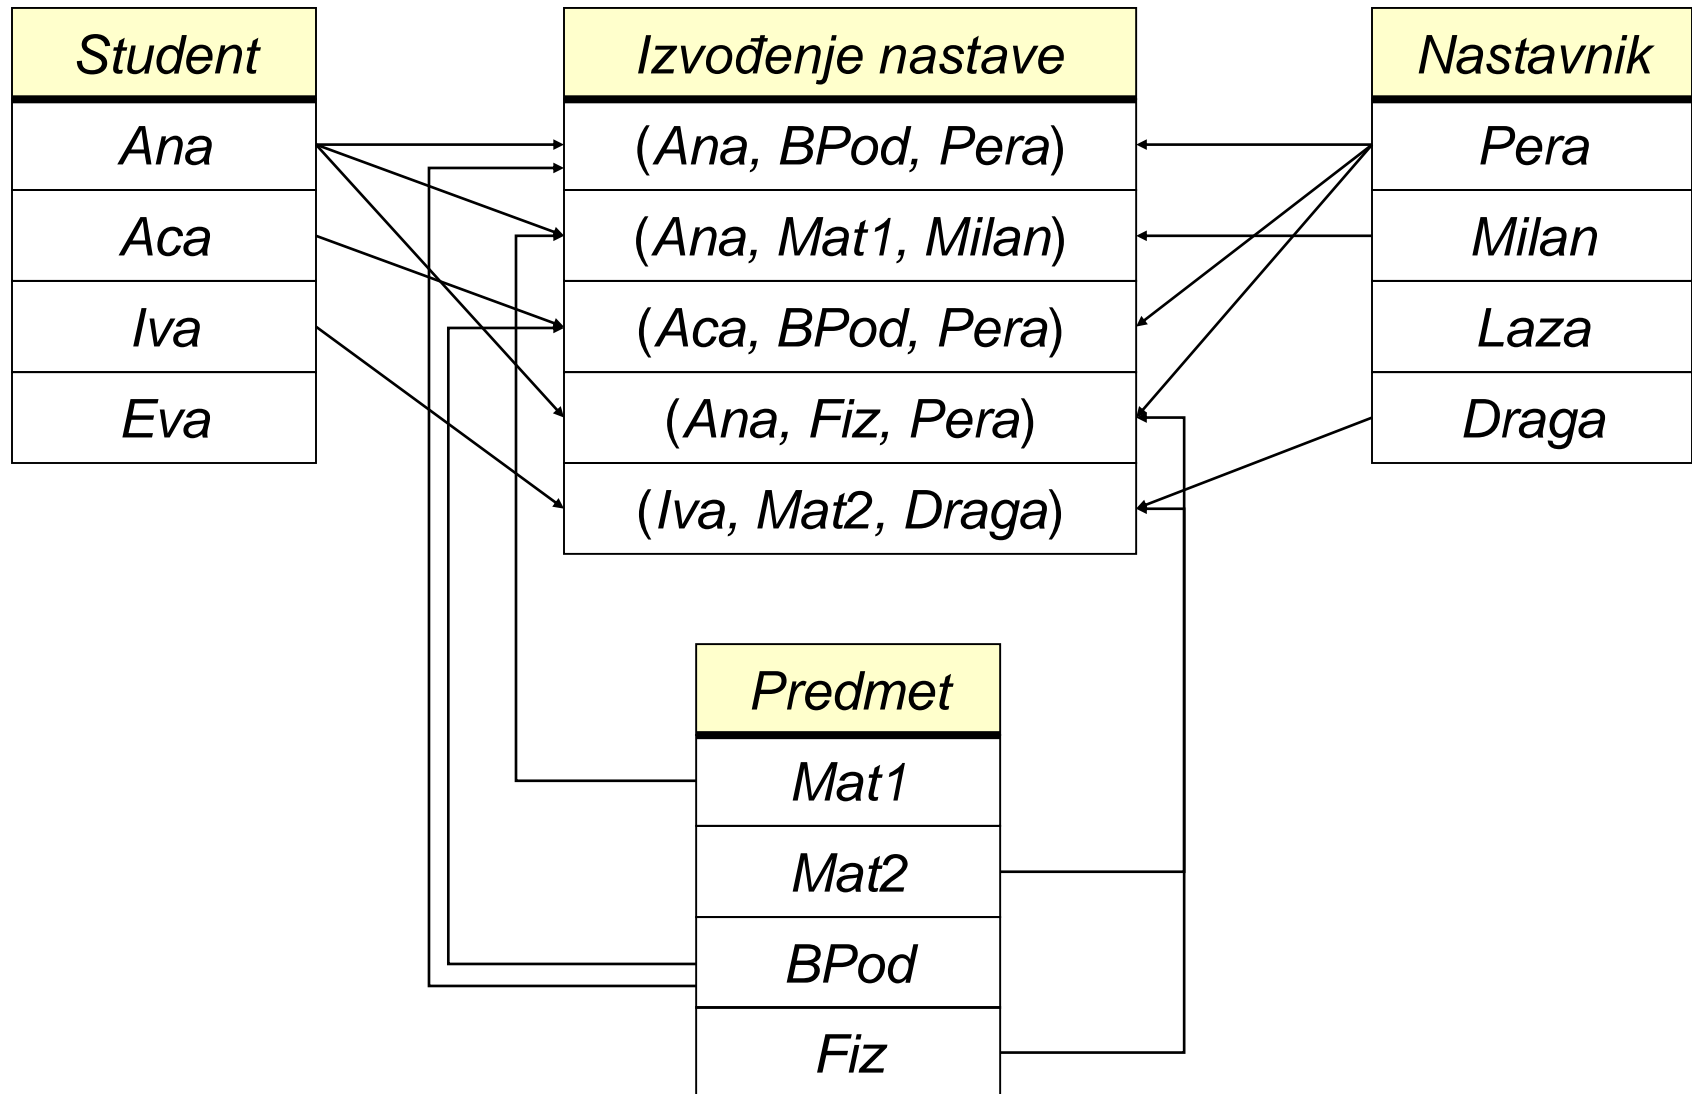 Student
Ana
Aca
Iva
Eva
Izvođenje nastave
(Ana, BPod, Pera)
(Ana, Mat1, Milan)
(Aca, BPod, Pera)
(Ana, Fiz, Pera)
(Iva, Mat2, Draga)
Nastavnik
Pera
Milan
Laza
Draga
Predmet
Mat1
Mat2
BPod
Fiz